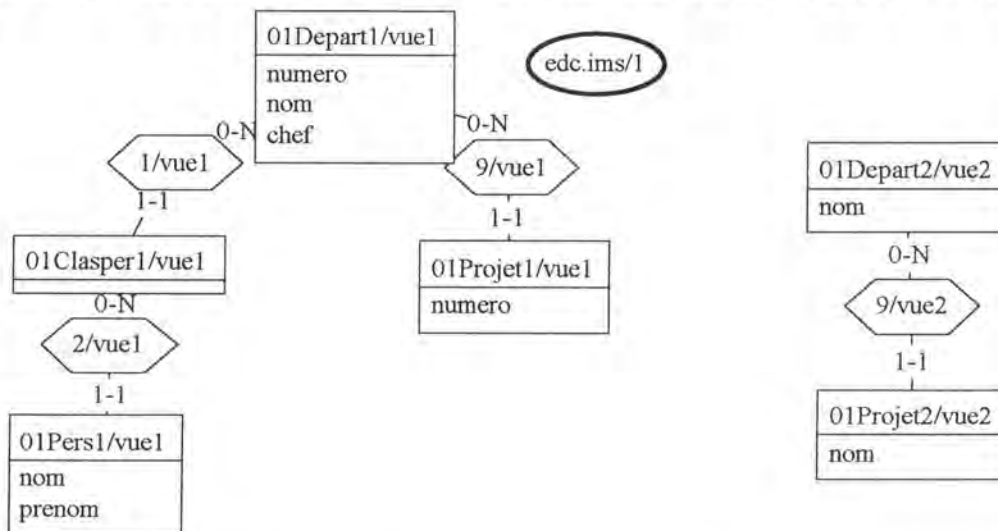 01Depart1/vue1
numero
nom
chef
edc.ims/1
0-N
0-N
1/vue1
9/vue1
1-1
1-1
01Clasper1/vue1
01Projet1/vue1
numero
0-N
2/vue1
1-1
01Pers1/vue1
nom
prenom
01Depart2/vue2
nom
0-N
9/vue2
1-1
01Projet2/vue2
nom